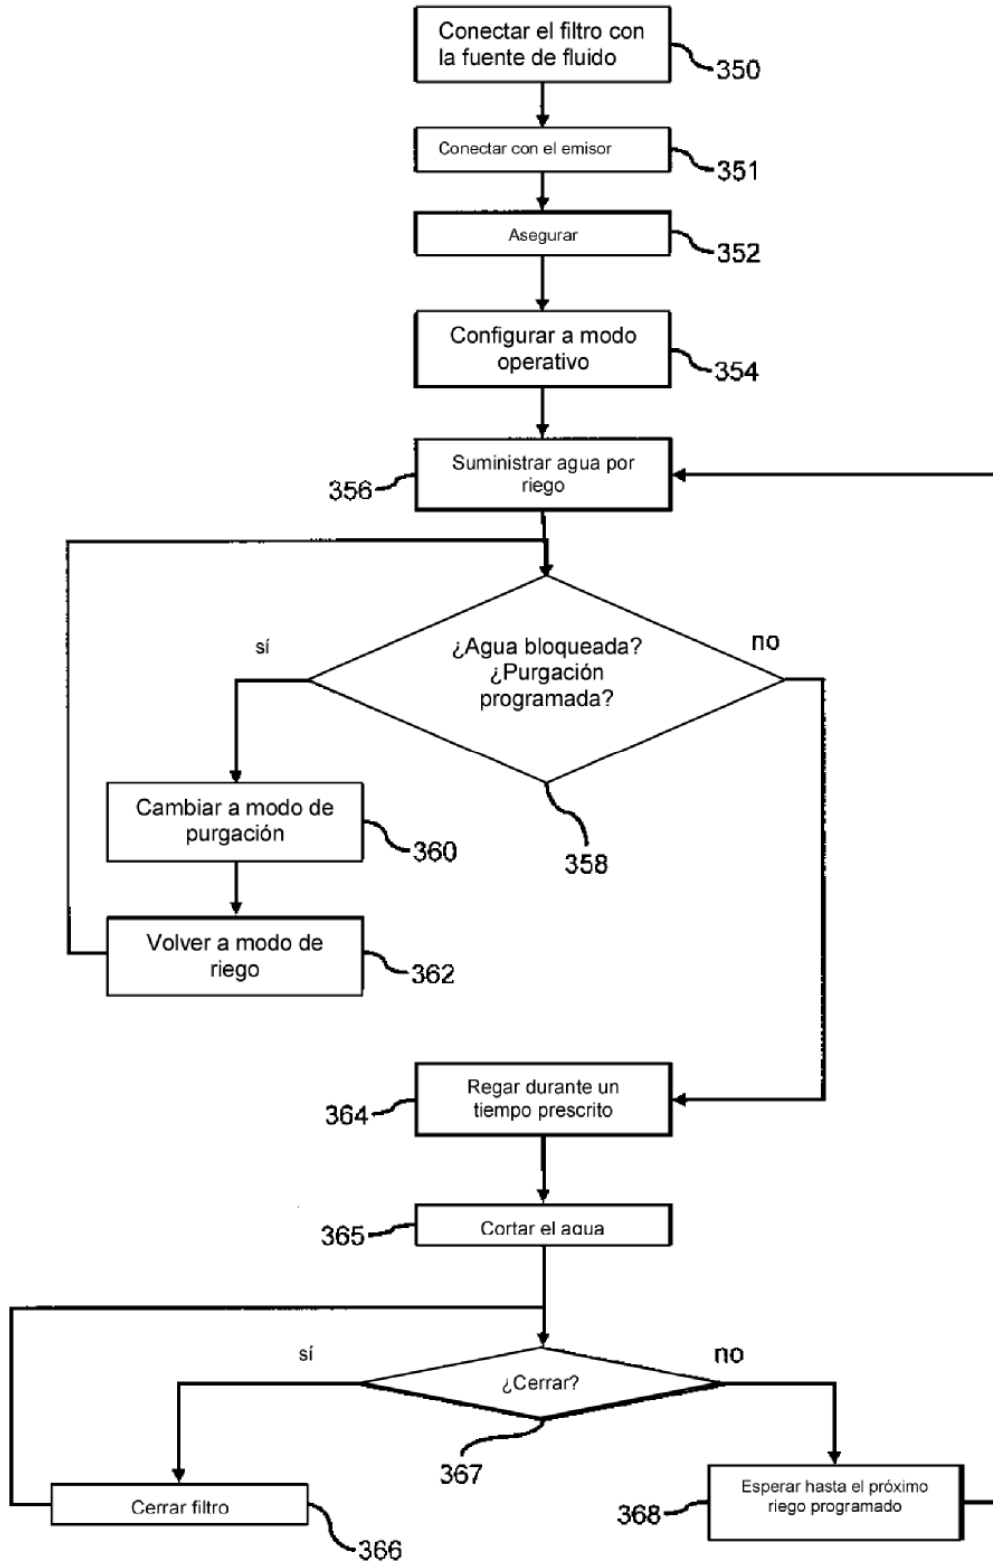 Conectar el filtro con
la fuente de fluido
350
Conectar con el emisor
351
Asegurar
352
Configurar a modo
operativo
354
Suministrar agua por
riego
356
¿Agua bloqueada?
¿Purgación
programada?
sí
no
358
Cambiar a modo de
purgación
360
Volver a modo de
riego
362
Regar durante un
tiempo prescrito
364
Cortar el agua
365
¿Cerrar?
sí
no
367
Cerrar filtro
366
Esperar hasta el próximo
riego programado
368